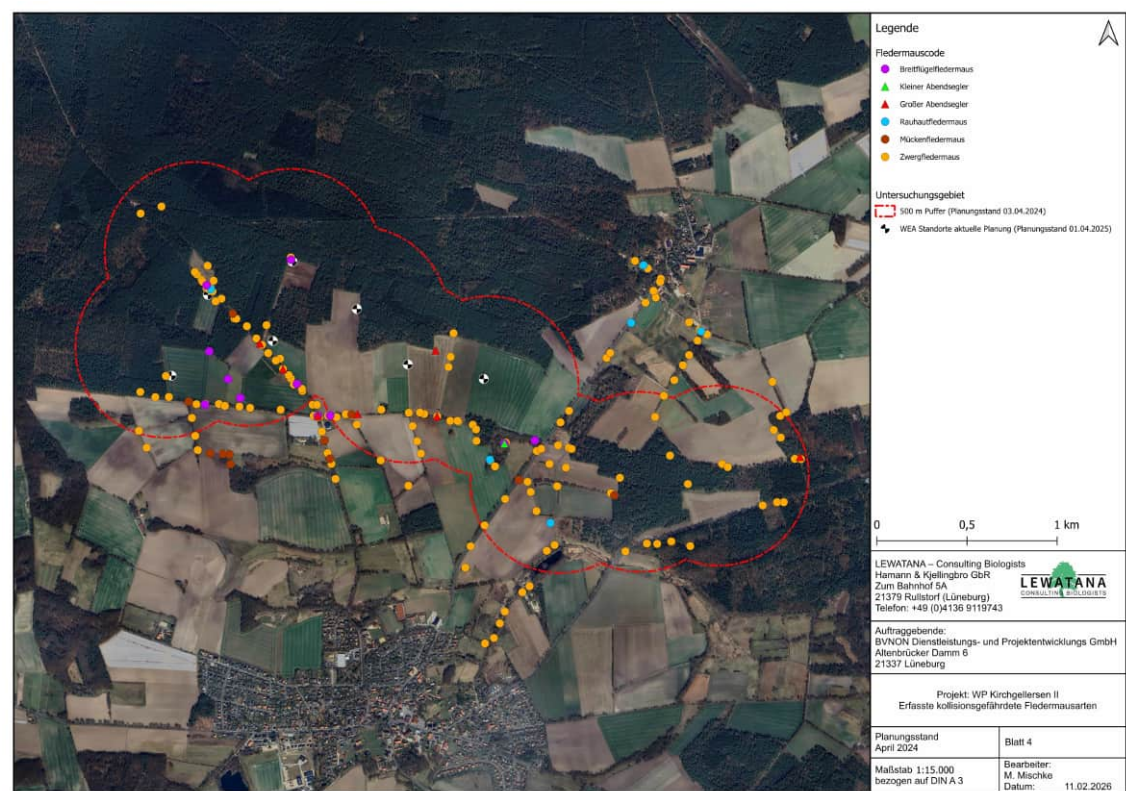 Legende
Fledermauscode
Breitflügelfledermaus
Kleiner Abendsegler
Großer Abendsegler
Rauhautfledermaus
Mückenfledermaus
Zwergfledermaus
Untersuchungsgebiet
500 m Puffer (Planungsstand 03.04.2024)
WEA Standorte aktuelle Planung (Planungsstand 01.04.2025)
0 0,5 1 km
LEWATANA – Consulting Biologists
Hamann & Kjellingbro GbR
Zum Bahnhof 5A
21379 Rullstorf (Lüneburg)
Telefon: +49 (0)4136 9119743
LEWATANA
CONSULTING BIOLOGISTS
Auftraggebende:
BVNON Dienstleistungs- und Projektentwicklungs GmbH
Altenbrücker Damm 6
21337 Lüneburg
Projekt: WP Kirchgellersen II
Erfasste kollisionsgefährdete Fledermausarten
Planungsstand
April 2024
Blatt 4
Maßstab 1:15.000
bezogen auf DIN A 3
Bearbeiter:
M. Mischke
Datum: 11.02.2026